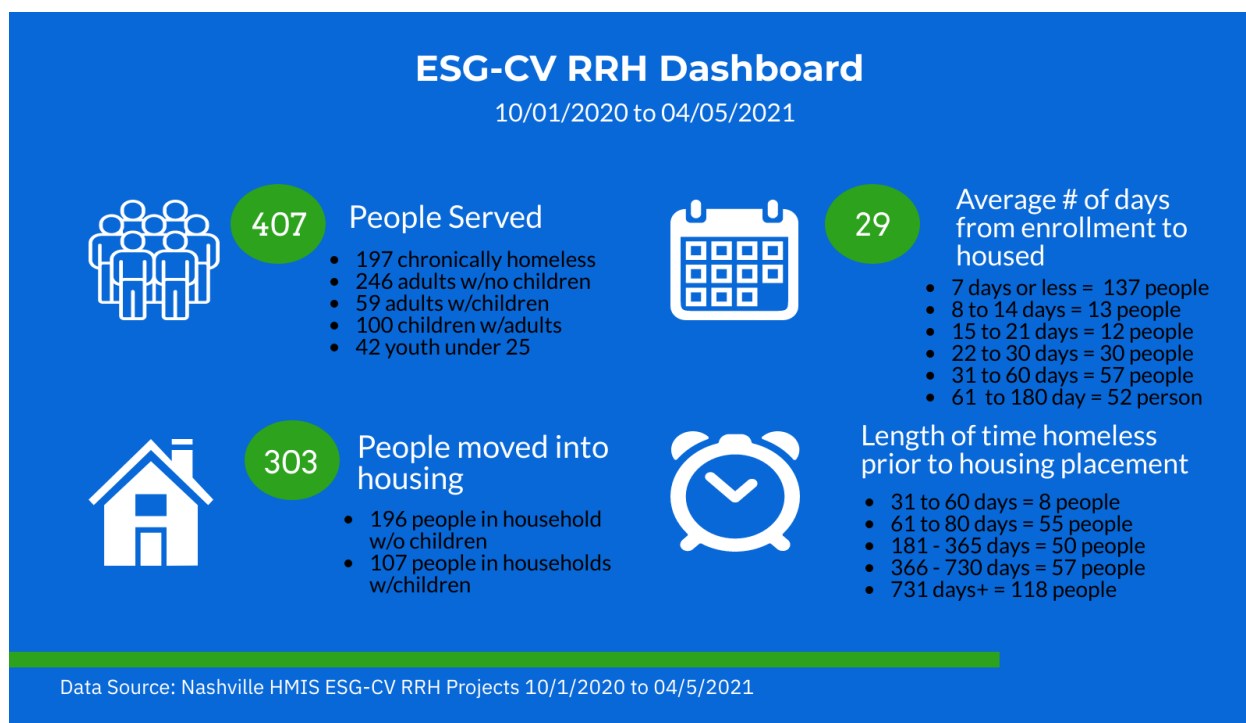 ESG-CV RRH Dashboard
10/01/2020 to 04/05/2021
407
People Served
• 197 chronically homeless
• 246 adults w/no children
• 59 adults w/children
• 100 children w/adults
• 42 youth under 25
29
Average # of days
from enrollment to
housed
• 7 days or less = 137 people
• 8 to 14 days = 13 people
• 15 to 21 days = 12 people
• 22 to 30 days = 30 people
• 31 to 60 days = 57 people
• 61 to 180 day = 52 person
303
People moved into
housing
• 196 people in household
w/o children
• 107 people in households
w/children
Length of time homeless
prior to housing placement
• 31 to 60 days = 8 people
• 61 to 80 days = 55 people
• 181 - 365 days = 50 people
• 366 - 730 days = 57 people
• 731 days+ = 118 people
Data Source: Nashville HMIS ESG-CV RRH Projects 10/1/2020 to 04/5/2021